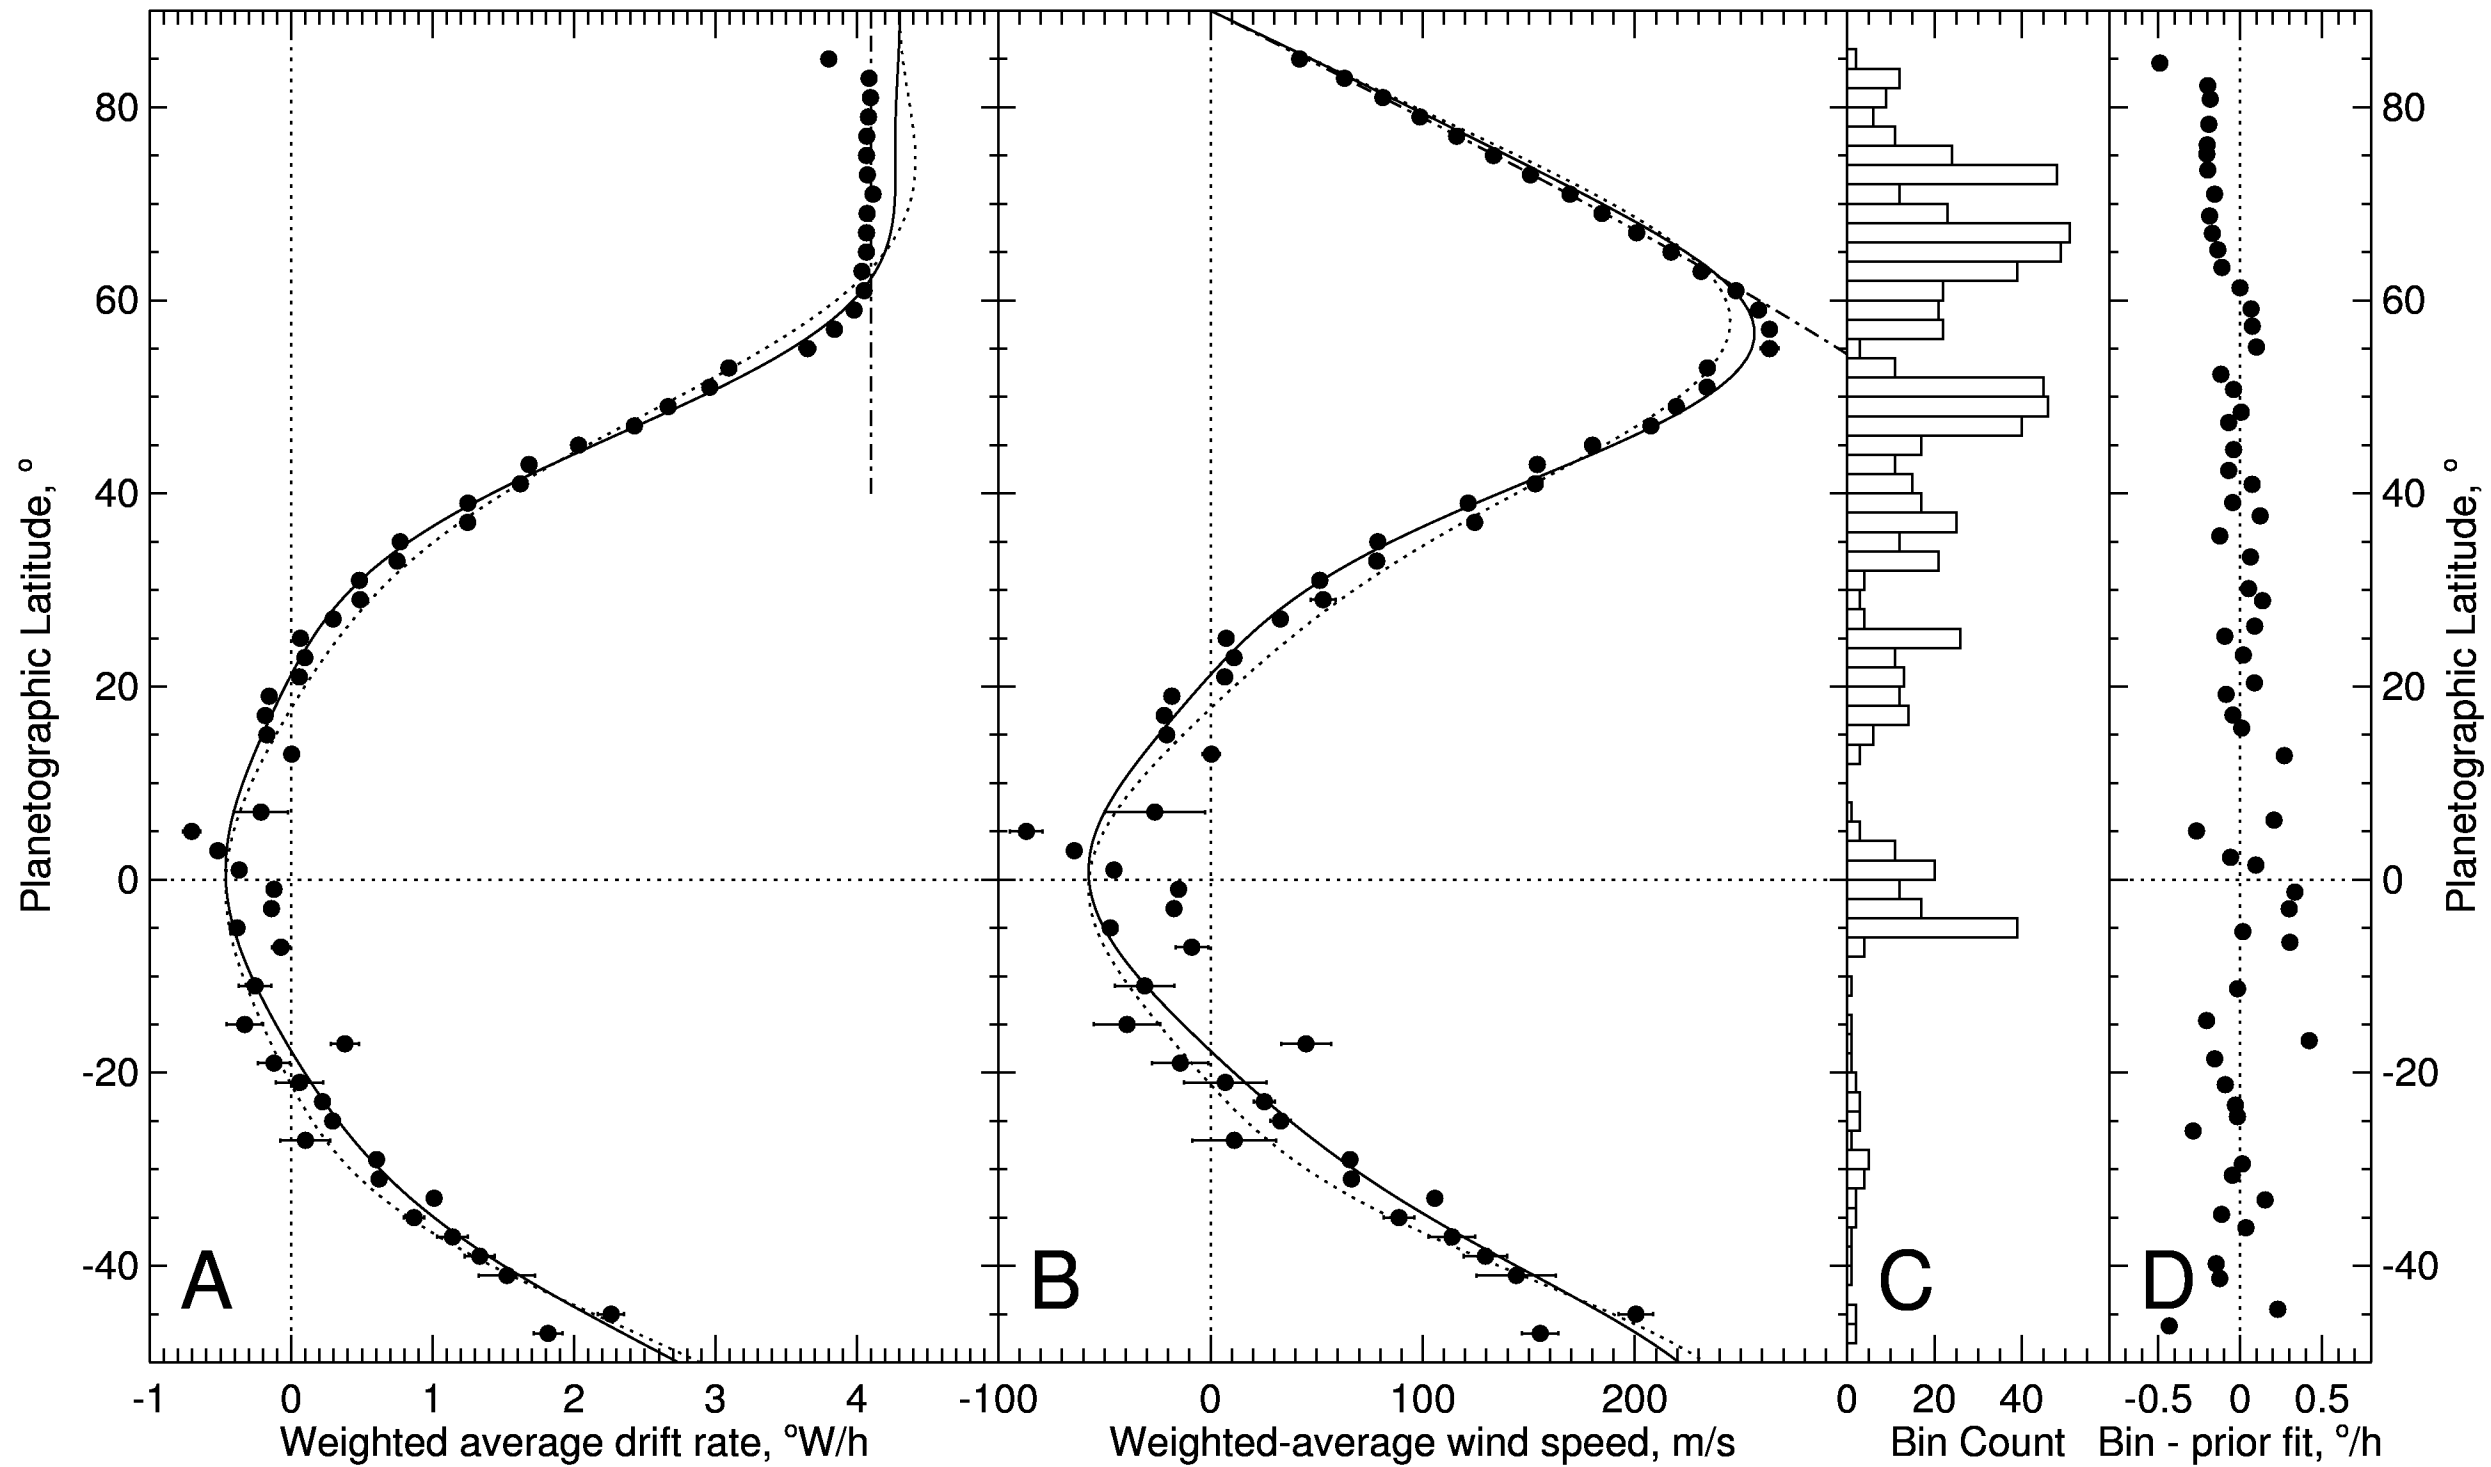 Planetographic Latitude, °
80
60
40
20
0
-20
-40
A
B
C
D
80
60
40
20
0
-20
-40
Planetographic Latitude, °
-1 0 1 2 3 4
-100 0 100 200
0 20 40
-0.5 0 0.5
Weighted average drift rate, °W/h
Weighted-average wind speed, m/s
Bin Count
Bin - prior fit, °/h